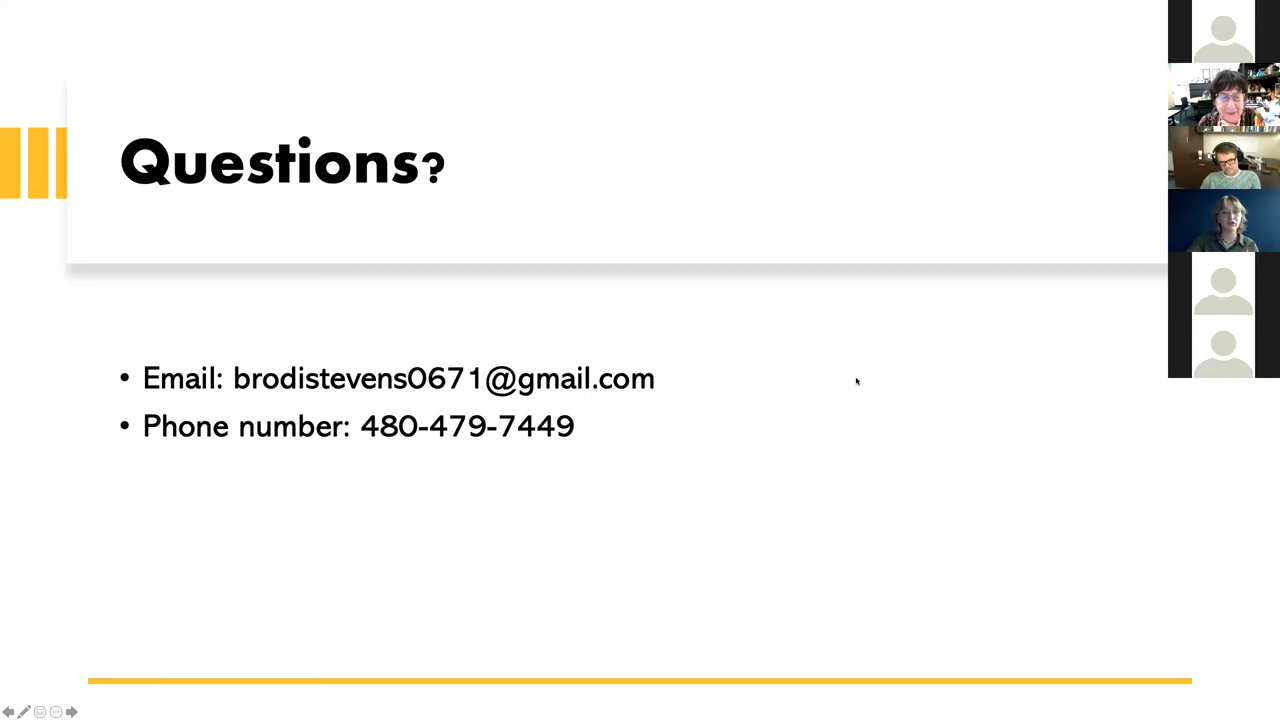 Questions?
• Email: brodistevens0671@gmail.com
• Phone number: 480-479-7449